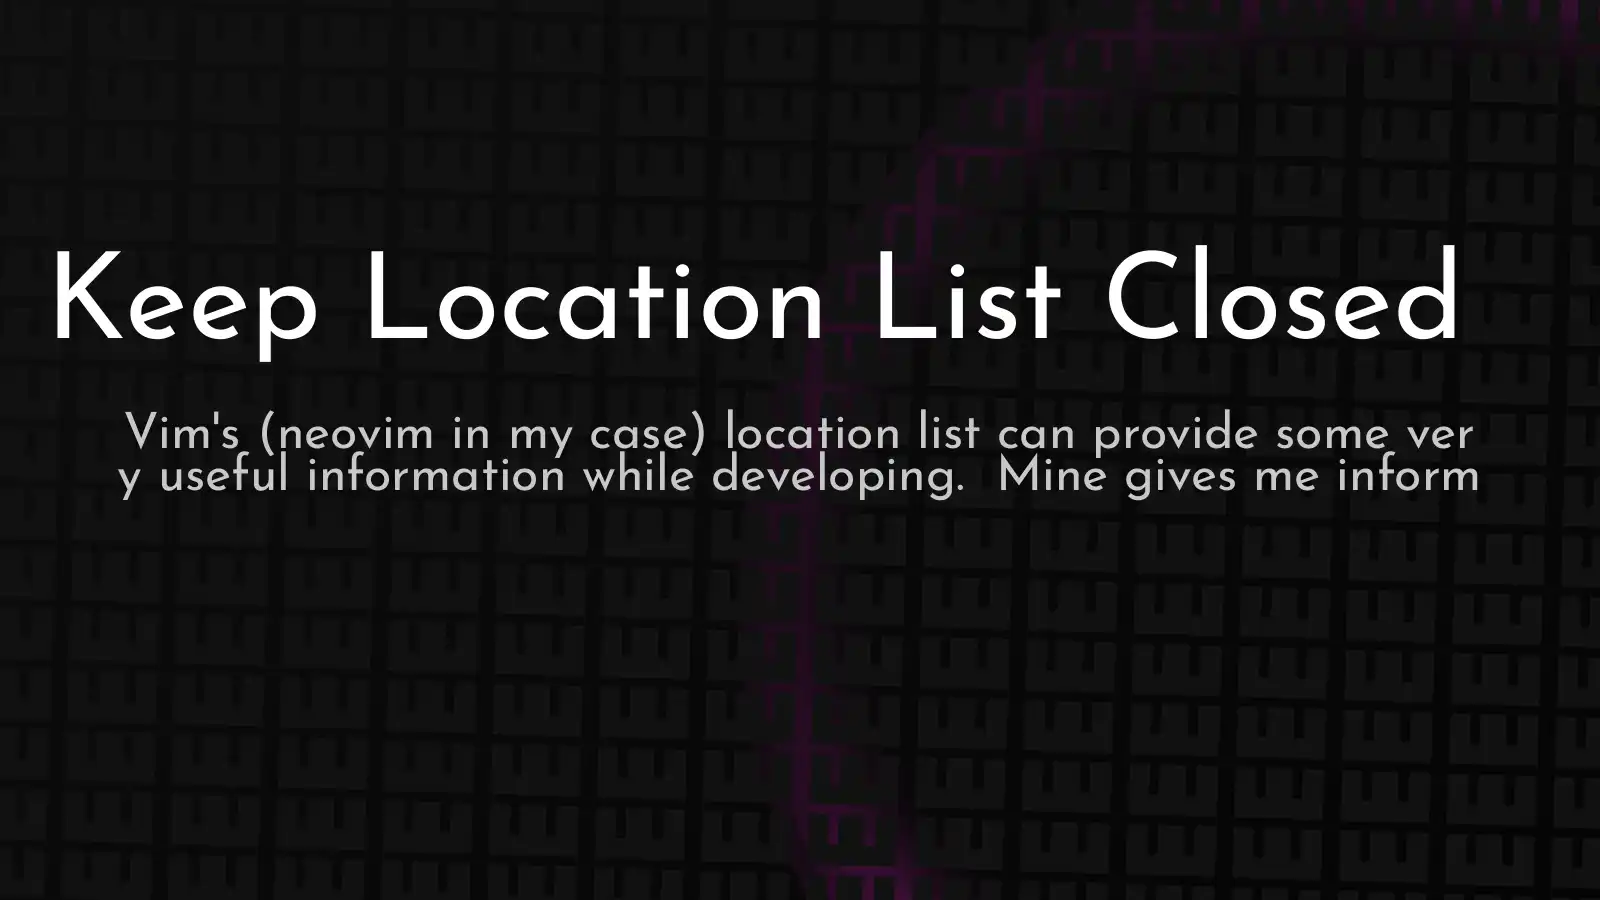 Keep Location List Closed
Vim's (neovim in my case) location list can provide some ver
y useful information while developing.  Mine gives me inform